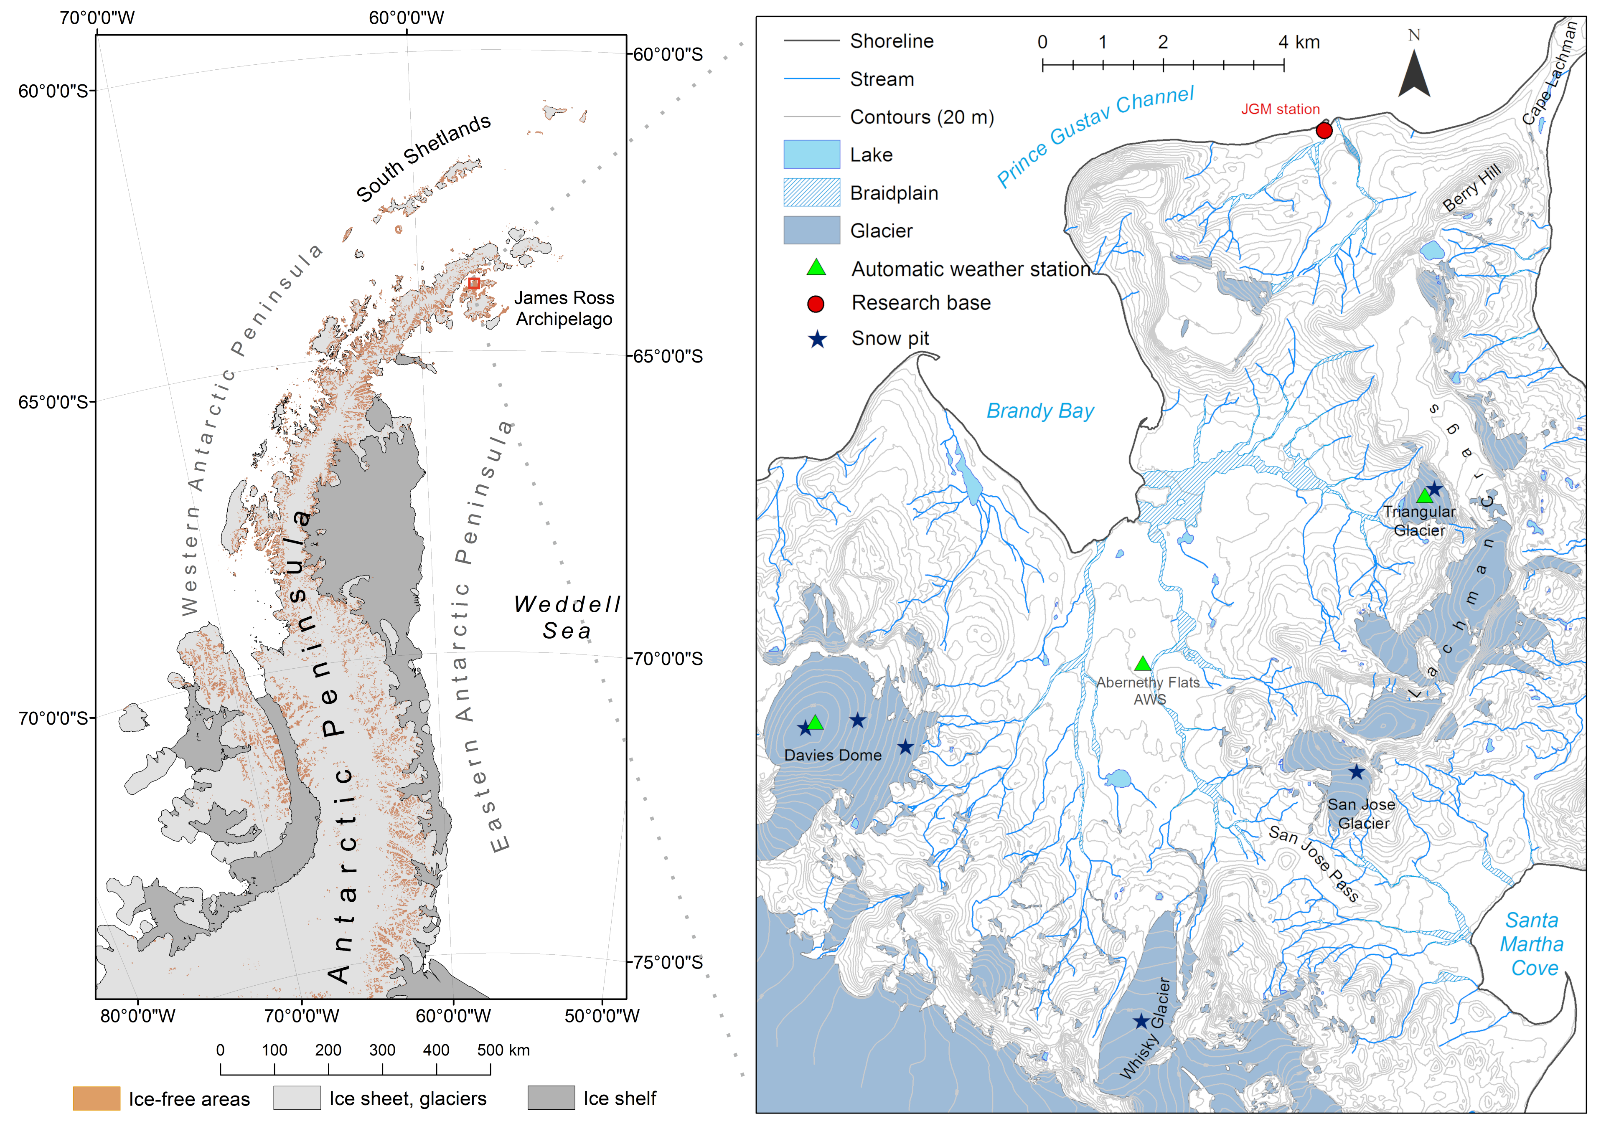 70°0'0"W
60°0'0"W
60°0'0"S
60°0'0"S
South Shetlands
Western Antarctic Peninsula
James Ross
Archipelago
65°0'0"S
65°0'0"S
Antarctic Peninsula
Eastern Antarctic Peninsula
Weddell
Sea
70°0'0"S
70°0'0"S
75°0'0"S
80°0'0"W
70°0'0"W
60°0'0"W
50°0'0"W
0 100 200 300 400 500 km
Ice-free areas
Ice sheet, glaciers
Ice shelf
Shoreline
Stream
Contours (20 m)
Lake
Braidplain
Glacier
Automatic weather station
Research base
Snow pit
0 1 2 4 km
N
Prince Gustav Channel
JGM station
Cape Lachman
Berry Hill
Brandy Bay
Lachman Crags
Triangular
Glacier
Abernethy Flats
AWS
Davies Dome
San Jose
Glacier
San Jose Pass
Santa
Martha
Cove
Whisky Glacier